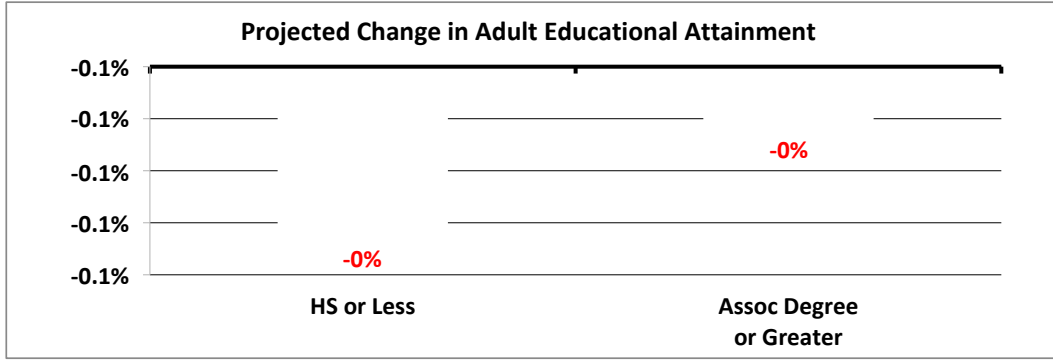 Projected Change in Adult Educational Attainment
-0.1%
-0.1%
-0%
-0.1%
-0.1%
-0%
-0.1%
HS or Less
Assoc Degree
or Greater